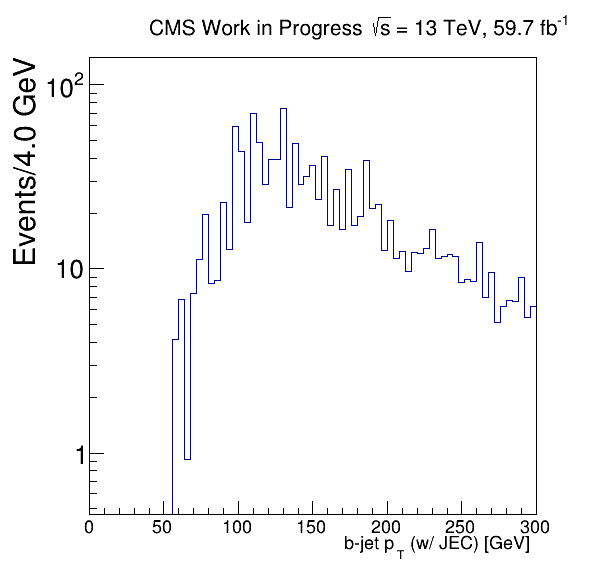 CMS Work in Progress √s = 13 TeV, 59.7 fb⁻¹
Events/4.0 GeV
10²
10
1
0 50 100 150 200 250 300
b-jet p_T (w/ JEC) [GeV]